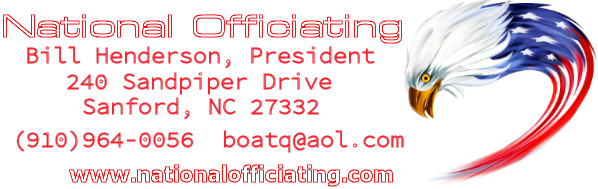 National Officiating
Bill Henderson, President
240 Sandpiper Drive
Sanford, NC 27332
(910)964-0056 boatq@aol.com
www.nationalofficiating.com